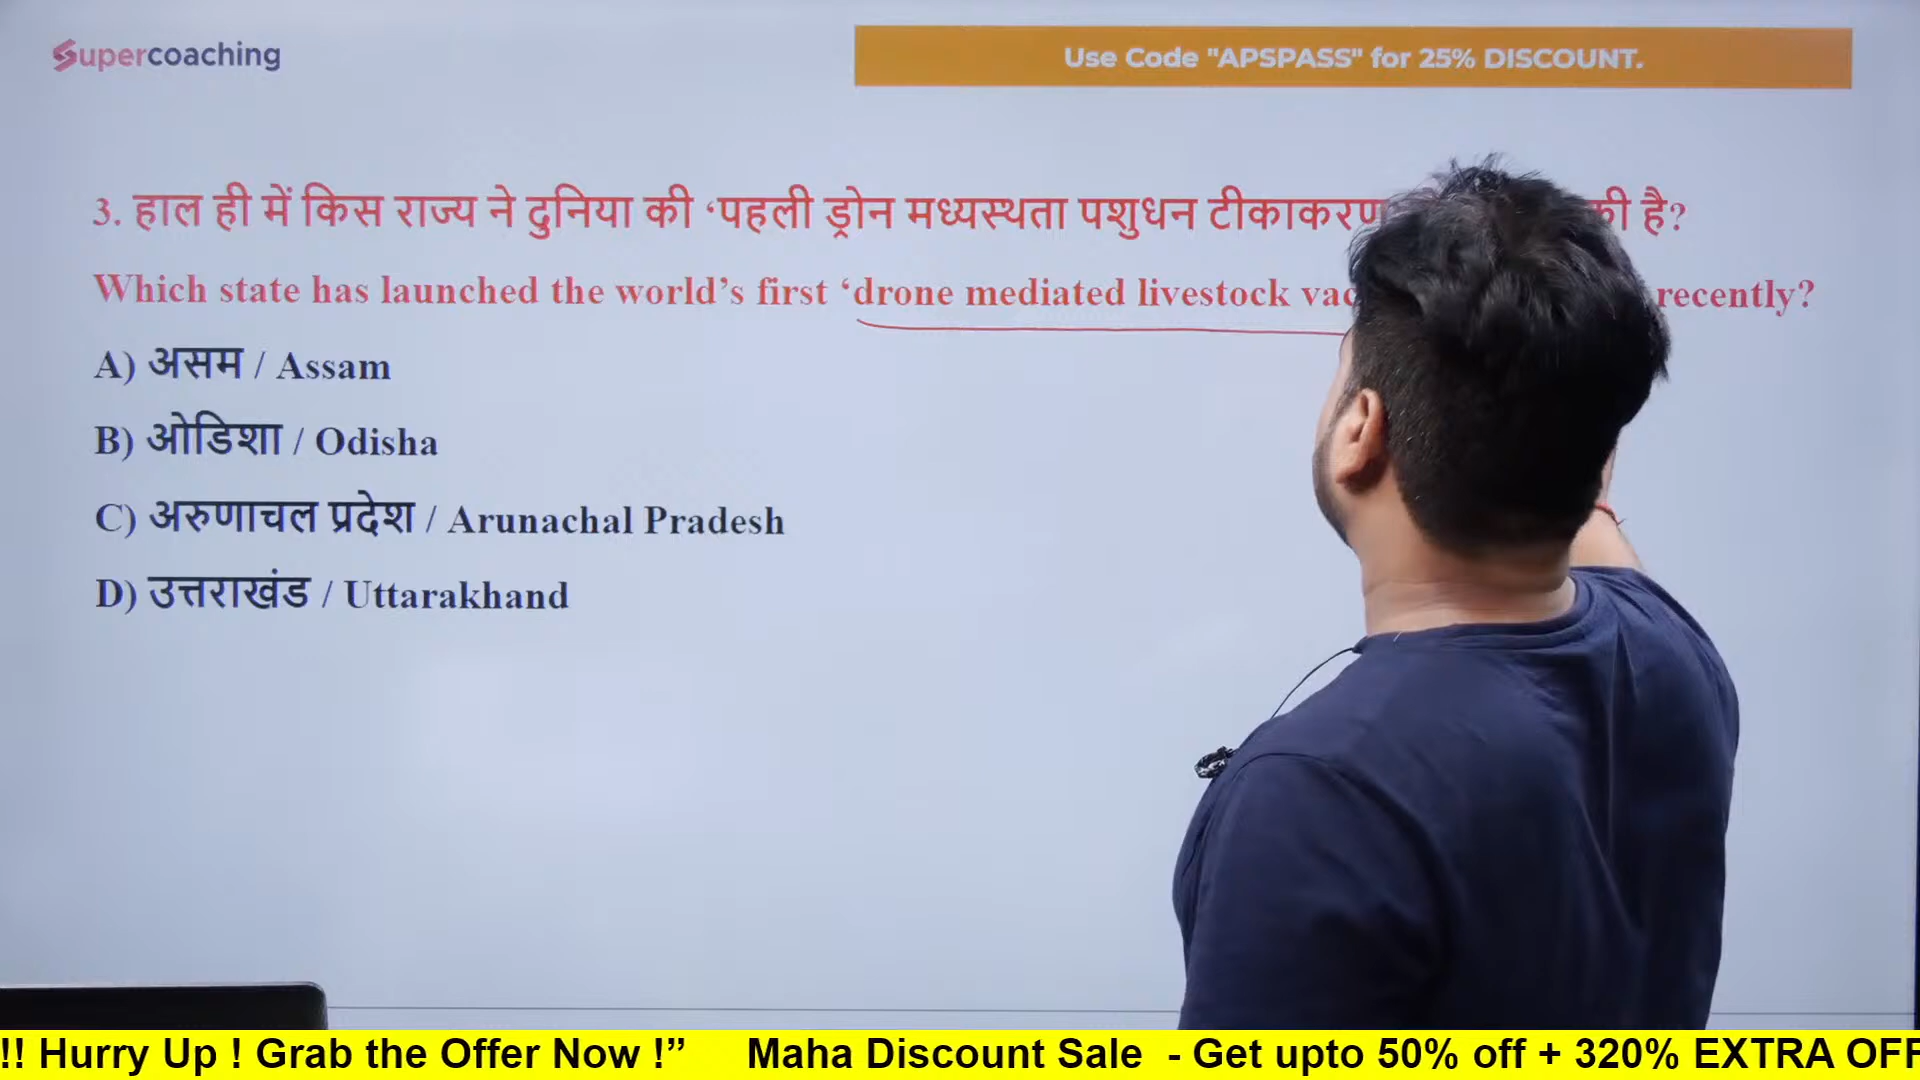 Supercoaching
Use Code "APSPASS" for 25% DISCOUNT.
3. हाल ही में किस राज्य ने दुनिया की ‘पहली ड्रोन मध्यस्थता पशुधन टीकाकरण की है?
Which state has launched the world’s first ‘drone mediated livestock recently?
A) असम / Assam
B) ओडिशा / Odisha
C) अरुणाचल प्रदेश / Arunachal Pradesh
D) उत्तराखंड / Uttarakhand
!! Hurry Up ! Grab the Offer Now !” Maha Discount Sale - Get upto 50% off + 320% EXTRA OFF